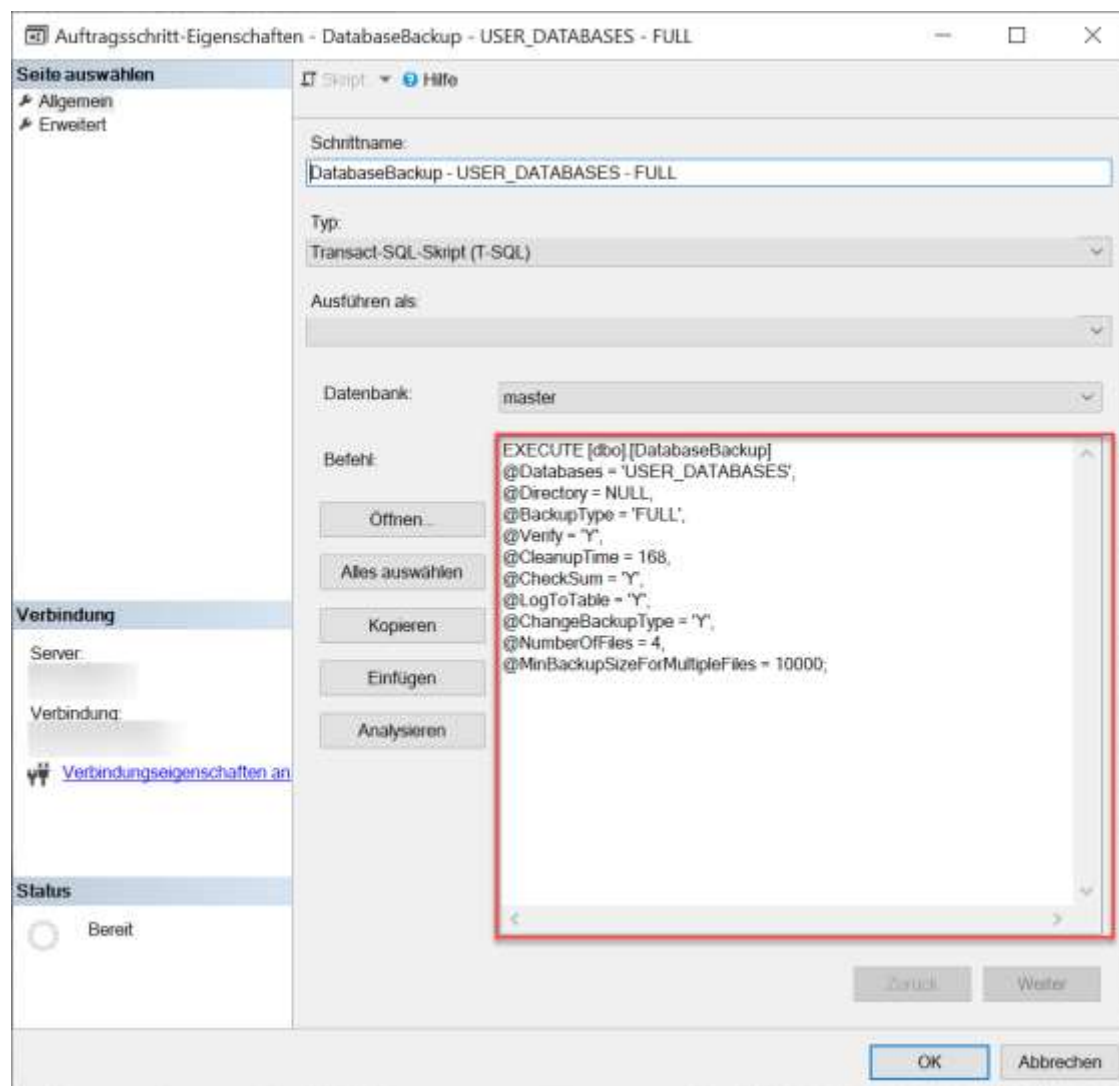 Auftragsschritt-Eigenschaften - DatabaseBackup - USER_DATABASES - FULL
Seite auswählen
Allgemein
Erweitert
Skript
Hilfe
Schrittname:
DatabaseBackup - USER_DATABASES - FULL
Typ:
Transact-SQL-Skript (T-SQL)
Ausführen als:
Datenbank:
master
Befehl:
EXECUTE [dbo].[DatabaseBackup]
@Databases = 'USER_DATABASES',
@Directory = NULL,
@BackupType = 'FULL',
@Verify = 'Y',
@CleanupTime = 168,
@CheckSum = 'Y',
@LogToTable = 'Y',
@ChangeBackupType = 'Y',
@NumberOfFiles = 4,
@MinBackupSizeForMultipleFiles = 10000;
Öffnen...
Alles auswählen
Kopieren
Einfügen
Analysieren
Verbindung
Server:
Verbindung:
Verbindungseigenschaften an
Status
Bereit
Zurück
Weiter
OK
Abbrechen